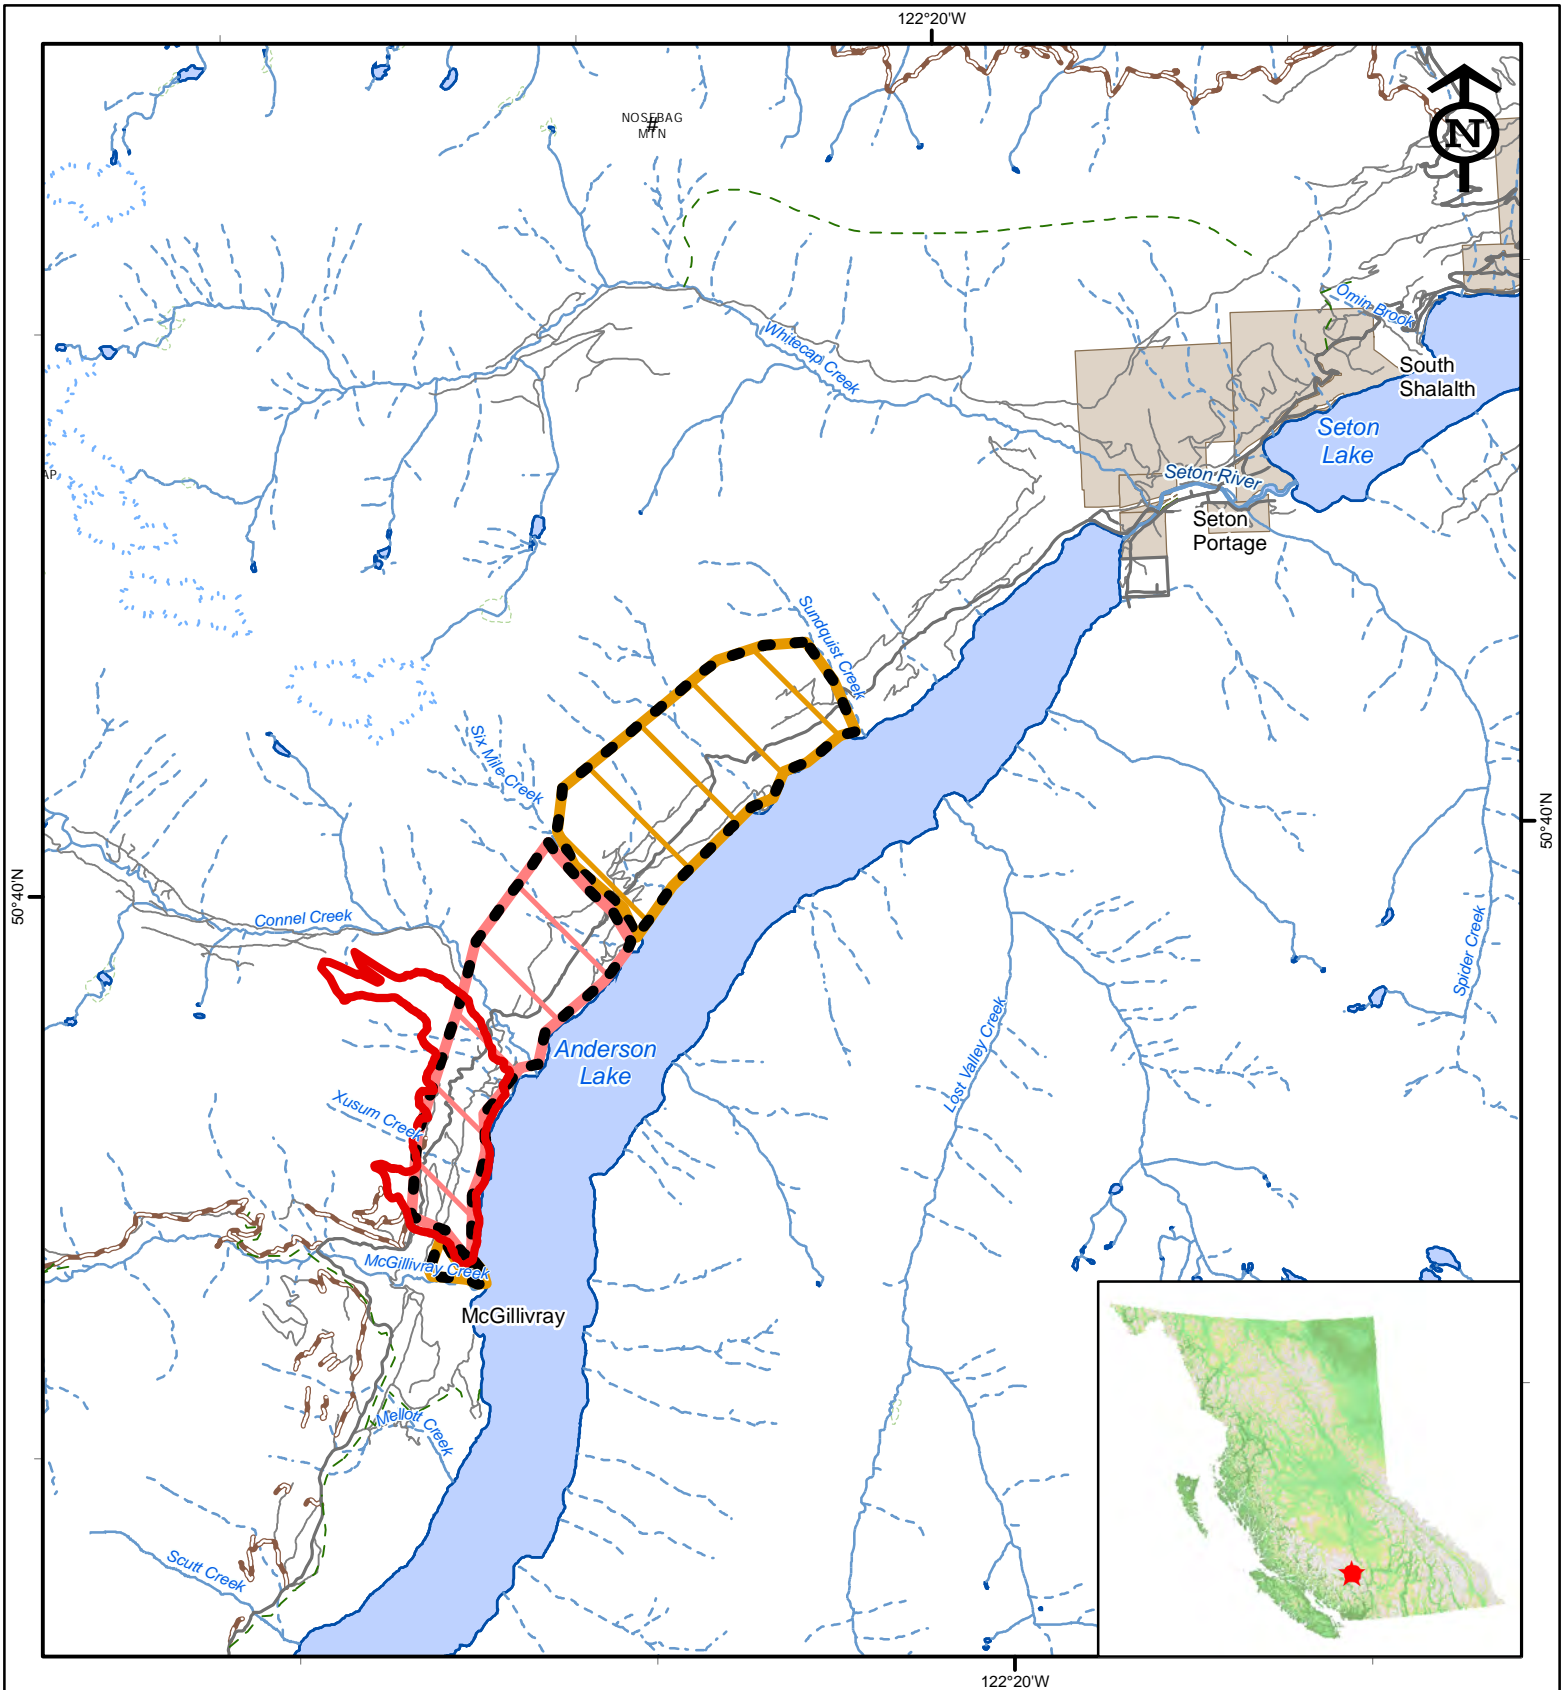 122°20'W
NOSEBAG
MTN
#
N
Omin Brook
South
Shalalth
Whitecap Creek
Seton
Lake
AP
Seton River
Seton
Portage
Sundquist Creek
Six Mile Creek
50°40'N
50°40'N
Connel Creek
Spider Creek
Anderson
Lake
Lost Valley Creek
Xusum Creek
McGillivray Creek
McGillivray
Mellott Creek
Scutt Creek
122°20'W